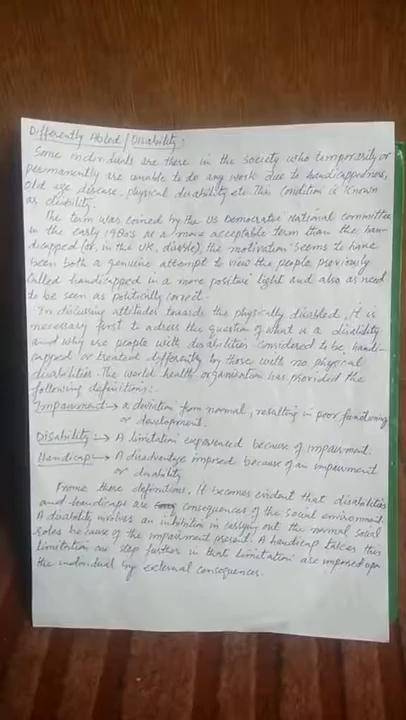 Differently Abled / Disability :
Some individuals are there in the society who temporarily or
permanently are unable to do any work due to handicappedness,
old age disease, physical disability etc. This condition is known
as disability.
The term was coined by the US Democratic National committee
in the early 1980s as a more acceptable term than the han-
dicapped (or, in the UK, disable) the motivation seems to have
been both a genuine attempt to view the people previously
called handicapped in a more positive light and also as need
to be seen as politically correct.
In discussing attitudes towards the physically disabled, it is
necessary first to adress the question of what is a disability
and why are people with disabilities considered to be handi-
capped or treated differently by those with no physical
disabilities. The world health organisation has provided the
following definitions:-
Impairment → a deviction from normal, resulting in poor functioning
or development.
Disability → A limitation experienced because of impairment.
Handicap → A disadvantage imposed because of an impairment
or disability
Frome these definitions, It becomes evident that disabilities
and handicaps are consequences of the social environment.
A disability involves an inhibition in carrying out the normal social
roles because of the impairment present. A handicap takes this
limitation one step further in that limitation are imposed upon
the individual by external consequences.